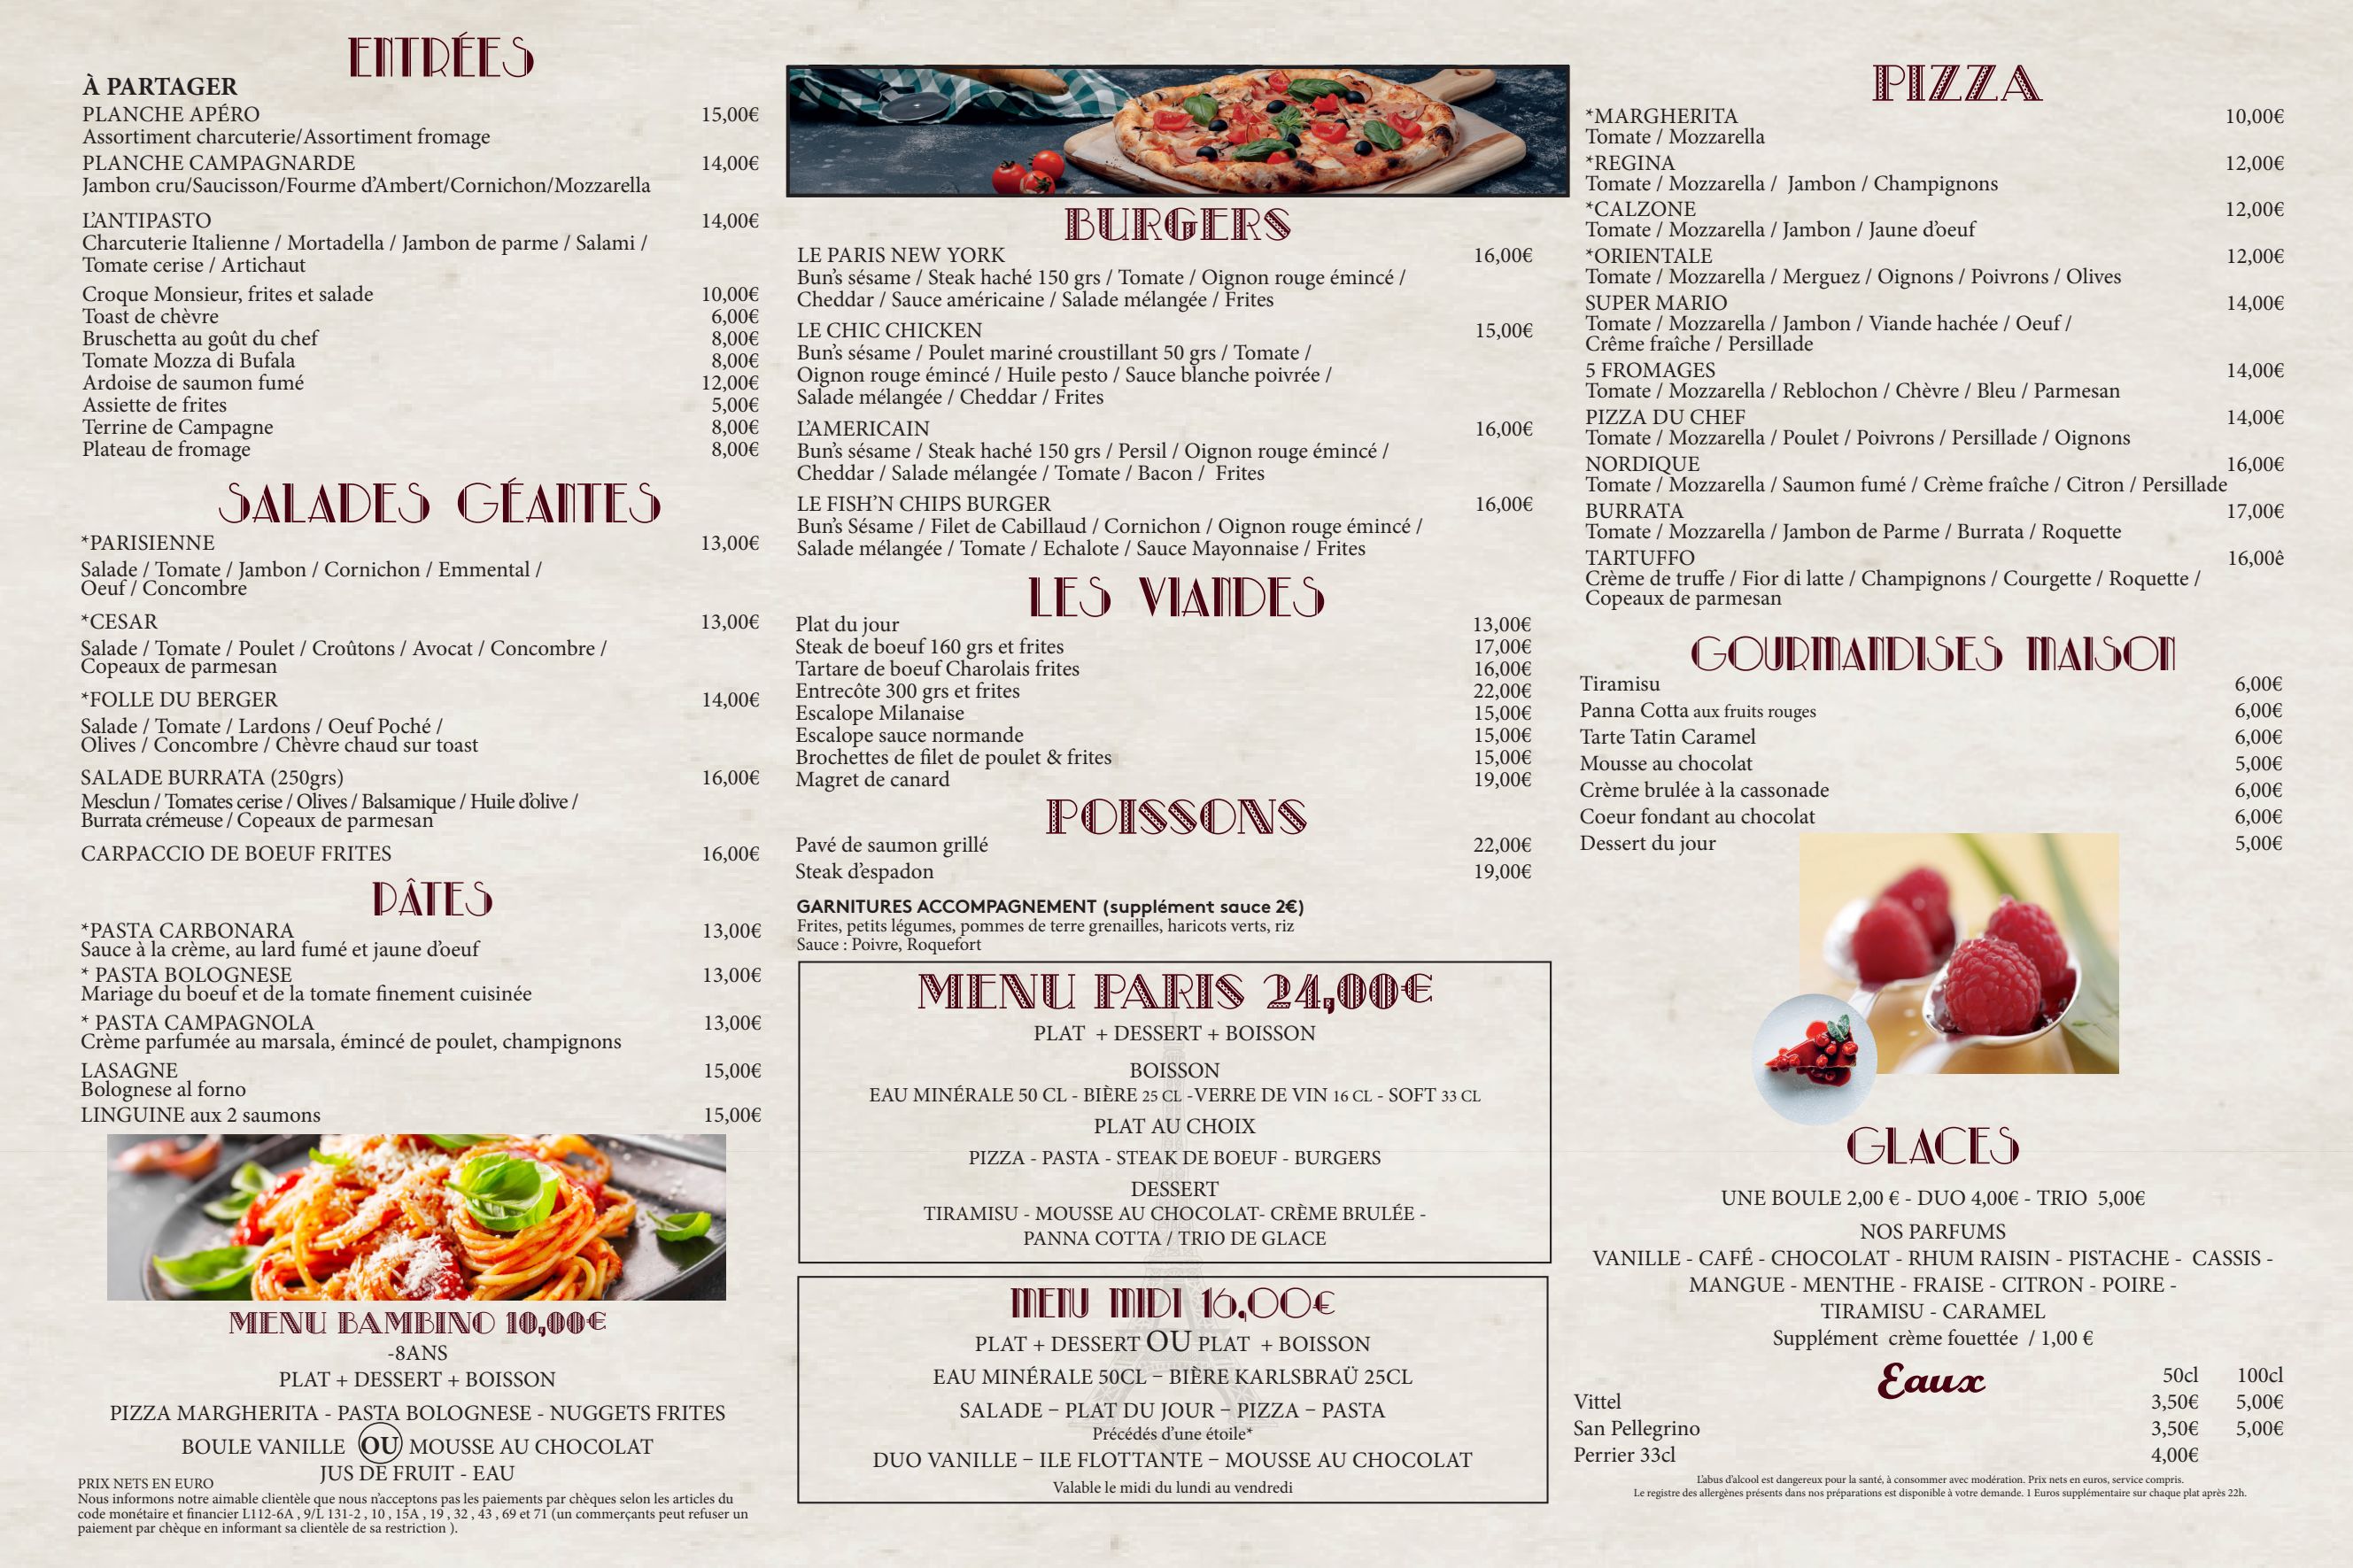 ENTRÉES
À PARTAGER
PLANCHE APÉRO 15,00€
Assortiment charcuterie/Assortiment fromage
PLANCHE CAMPAGNARDE 14,00€
Jambon cru/Saucisson/Fourme d'Ambert/Cornichon/Mozzarella
L'ANTIPASTO 14,00€
Charcuterie Italienne / Mortadella / Jambon de parme / Salami /
Tomate cerise / Artichaut
Croque Monsieur, frites et salade 10,00€
Toast de chèvre 6,00€
Bruschetta au goût du chef 8,00€
Tomate Mozza di Bufala 8,00€
Ardoise de saumon fumé 12,00€
Assiette de frites 5,00€
Terrine de Campagne 8,00€
Plateau de fromage 8,00€
SALADES GÉANTES
*PARISIENNE 13,00€
Salade / Tomate / Jambon / Cornichon / Emmental /
Oeuf / Concombre
*CESAR 13,00€
Salade / Tomate / Poulet / Croûtons / Avocat / Concombre /
Copeaux de parmesan
*FOLLE DU BERGER 14,00€
Salade / Tomate / Lardons / Oeuf Poché /
Olives / Concombre / Chèvre chaud sur toast
SALADE BURRATA (250grs) 16,00€
Mesclun / Tomates cerise / Olives / Balsamique / Huile d'olive /
Burrata crémeuse / Copeaux de parmesan
CARPACCIO DE BOEUF FRITES 16,00€
PÂTES
*PASTA CARBONARA 13,00€
Sauce à la crème, au lard fumé et jaune d'oeuf
* PASTA BOLOGNESE 13,00€
Mariage du boeuf et de la tomate finement cuisinée
* PASTA CAMPAGNOLA 13,00€
Crème parfumée au marsala, émincé de poulet, champignons
LASAGNE 15,00€
Bolognese al forno
LINGUINE aux 2 saumons 15,00€
MENU BAMBINO 10,00€
-8ANS
PLAT + DESSERT + BOISSON
PIZZA MARGHERITA - PASTA BOLOGNESE - NUGGETS FRITES
BOULE VANILLE OU MOUSSE AU CHOCOLAT
JUS DE FRUIT - EAU
PRIX NETS EN EURO
Nous informons notre aimable clientèle que nous n'acceptons pas les paiements par chèques selon les articles du
code monétaire et financier L112-6A , 9/L 131-2 , 10 , 15A , 19 , 32 , 43 , 69 et 71 (un commerçants peut refuser un
paiement par chèque en informant sa clientèle de sa restriction ).
BURGERS
LE PARIS NEW YORK 16,00€
Bun's sésame / Steak haché 150 grs / Tomate / Oignon rouge émincé /
Cheddar / Sauce américaine / Salade mélangée / Frites
LE CHIC CHICKEN 15,00€
Bun's sésame / Poulet mariné croustillant 50 grs / Tomate /
Oignon rouge émincé / Huile pesto / Sauce blanche poivrée /
Salade mélangée / Cheddar / Frites
L'AMERICAIN 16,00€
Bun's sésame / Steak haché 150 grs / Persil / Oignon rouge émincé /
Cheddar / Salade mélangée / Tomate / Bacon / Frites
LE FISH'N CHIPS BURGER 16,00€
Bun's Sésame / Filet de Cabillaud / Cornichon / Oignon rouge émincé /
Salade mélangée / Tomate / Echalote / Sauce Mayonnaise / Frites
LES VIANDES
Plat du jour 13,00€
Steak de boeuf 160 grs et frites 17,00€
Tartare de boeuf Charolais frites 16,00€
Entrecôte 300 grs et frites 22,00€
Escalope Milanaise 15,00€
Escalope sauce normande 15,00€
Brochettes de filet de poulet & frites 15,00€
Magret de canard 19,00€
POISSONS
Pavé de saumon grillé 22,00€
Steak d'espadon 19,00€
GARNITURES ACCOMPAGNEMENT (supplément sauce 2€)
Frites, petits légumes, pommes de terre grenailles, haricots verts, riz
Sauce : Poivre, Roquefort
MENU PARIS 24,00€
PLAT + DESSERT + BOISSON
BOISSON
EAU MINÉRALE 50 CL - BIÈRE 25 CL -VERRE DE VIN 16 CL - SOFT 33 CL
PLAT AU CHOIX
PIZZA - PASTA - STEAK DE BOEUF - BURGERS
DESSERT
TIRAMISU - MOUSSE AU CHOCOLAT- CRÈME BRULÉE -
PANNA COTTA / TRIO DE GLACE
MENU MIDI 16,00€
PLAT + DESSERT OU PLAT + BOISSON
EAU MINÉRALE 50CL – BIÈRE KARLSBRAÜ 25CL
SALADE – PLAT DU JOUR – PIZZA – PASTA
Précédés d'une étoile*
DUO VANILLE – ILE FLOTTANTE – MOUSSE AU CHOCOLAT
Valable le midi du lundi au vendredi
PIZZA
*MARGHERITA 10,00€
Tomate / Mozzarella
*REGINA 12,00€
Tomate / Mozzarella / Jambon / Champignons
*CALZONE 12,00€
Tomate / Mozzarella / Jambon / Jaune d'oeuf
*ORIENTALE 12,00€
Tomate / Mozzarella / Merguez / Oignons / Poivrons / Olives
SUPER MARIO 14,00€
Tomate / Mozzarella / Jambon / Viande hachée / Oeuf /
Crême fraîche / Persillade
5 FROMAGES 14,00€
Tomate / Mozzarella / Reblochon / Chèvre / Bleu / Parmesan
PIZZA DU CHEF 14,00€
Tomate / Mozzarella / Poulet / Poivrons / Persillade / Oignons
NORDIQUE 16,00€
Tomate / Mozzarella / Saumon fumé / Crème fraîche / Citron / Persillade
BURRATA 17,00€
Tomate / Mozzarella / Jambon de Parme / Burrata / Roquette
TARTUFFO 16,00ê
Crème de truffe / Fior di latte / Champignons / Courgette / Roquette /
Copeaux de parmesan
GOURMANDISES MAISON
Tiramisu 6,00€
Panna Cotta aux fruits rouges 6,00€
Tarte Tatin Caramel 6,00€
Mousse au chocolat 5,00€
Crème brulée à la cassonade 6,00€
Coeur fondant au chocolat 6,00€
Dessert du jour 5,00€
GLACES
UNE BOULE 2,00 € - DUO 4,00€ - TRIO 5,00€
NOS PARFUMS
VANILLE - CAFÉ - CHOCOLAT - RHUM RAISIN - PISTACHE - CASSIS -
MANGUE - MENTHE - FRAISE - CITRON - POIRE -
TIRAMISU - CARAMEL
Supplément crème fouettée / 1,00 €
Eaux 50cl 100cl
Vittel 3,50€ 5,00€
San Pellegrino 3,50€ 5,00€
Perrier 33cl 4,00€
L'abus d'alcool est dangereux pour la santé, à consommer avec modération. Prix nets en euros, service compris.
Le registre des allergènes présents dans nos préparations est disponible à votre demande. 1 Euros supplémentaire sur chaque plat après 22h.